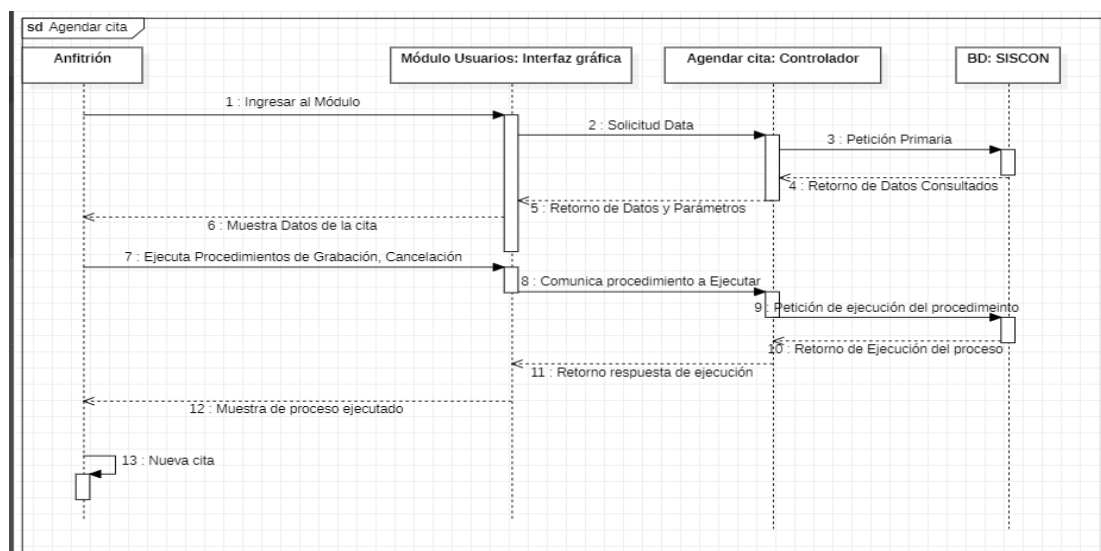 sd Agendar cita
Anfitrión
Módulo Usuarios: Interfaz gráfica
Agendar cita: Controlador
BD: SISCON
1 : Ingresar al Módulo
2 : Solicitud Data
3 : Petición Primaria
4 : Retorno de Datos Consultados
5 : Retorno de Datos y Parámetros
6 : Muestra Datos de la cita
7 : Ejecuta Procedimientos de Grabación, Cancelación
8 : Comunica procedimiento a Ejecutar
9 : Petición de ejecución del procedimeinto
10 : Retorno de Ejecución del proceso
11 : Retorno respuesta de ejecución
12 : Muestra de proceso ejecutado
13 : Nueva cita